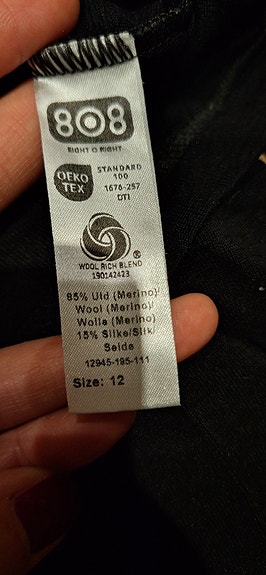 808
EIGHT O EIGHT
OEKO
TEX
STANDARD
100
1676-257
DTI
WOOL RICH BLEND
190142423
®
85% Uld (Merino)/
Wool (Merino)/
Wolle (Merino)
15% Silke/Silk/
Seide
12945-195-111
Size: 12